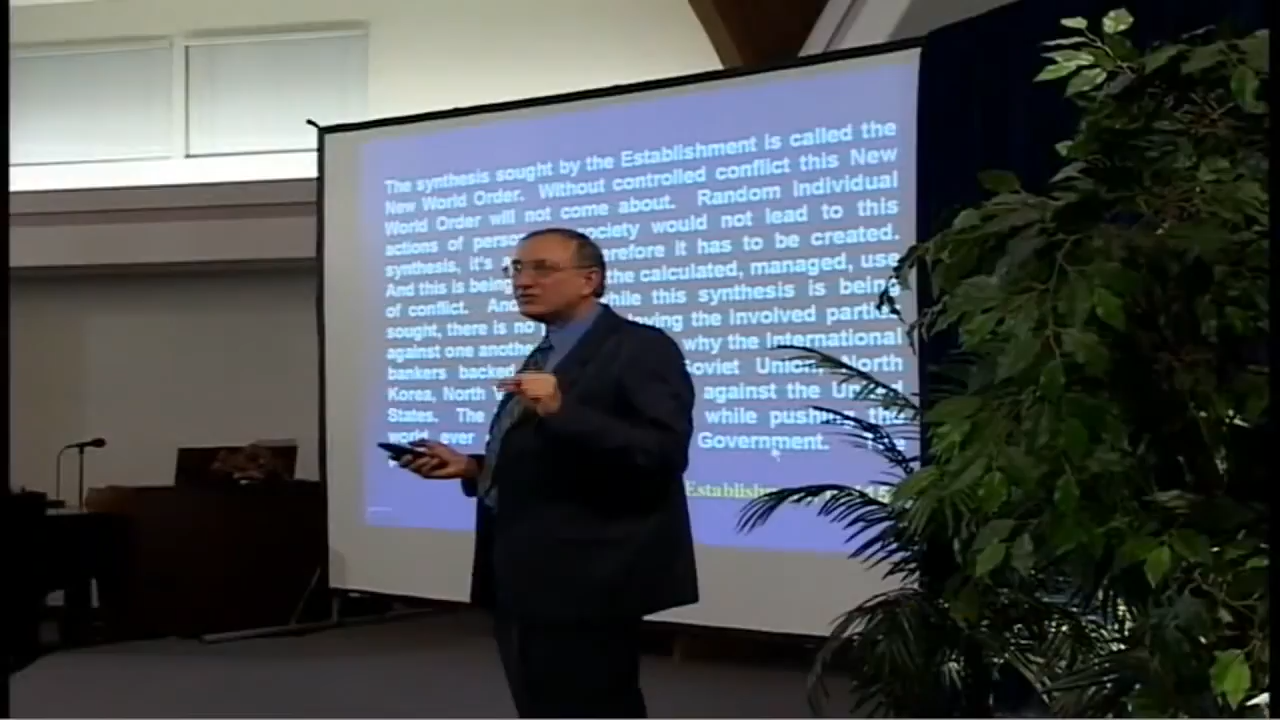 The synthesis sought by the Establishment is called the
New World Order. Without controlled conflict this New
World Order will not come about. Random Individual
actions of society would not lead to this
synthesis, it's therefore it has to be created.
And this is being the calculated, managed, use
of conflict. And while this synthesis is being
sought, there is no playing the involved parties
against one another why the International
bankers backed Soviet Union, North
Korea, North against the United
States. The while pushing the
world ever Government.
Establish